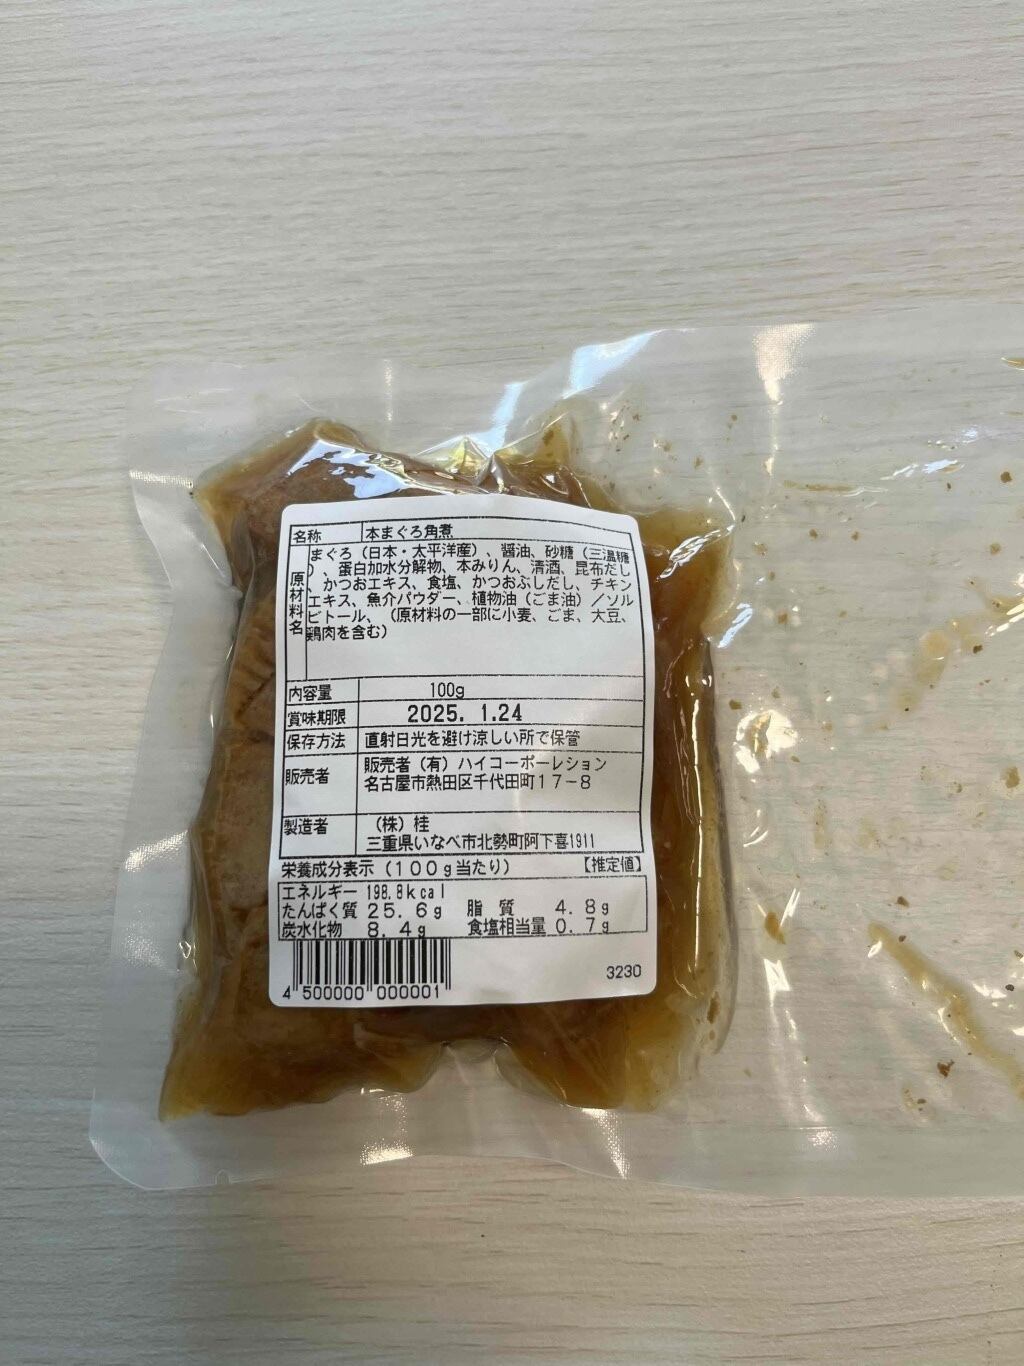 名称 本まぐろ角煮
原材料名 まぐろ（日本・太平洋産）、醤油、砂糖（三温糖
）、蛋白加水分解物、本みりん、清酒、昆布だし
、かつおエキス、食塩、かつおぶしだし、チキン
エキス、魚介パウダー、植物油（ごま油）／ソル
ビトール、（原材料の一部に小麦、ごま、大豆、
鶏肉を含む）
内容量 100g
賞味期限 2025. 1.24
保存方法 直射日光を避け涼しい所で保管
販売者 販売者（有）ハイコーポーレション
名古屋市熱田区千代田町17-8
製造者 （株）桂
三重県いなべ市北勢町阿下喜1911
栄養成分表示（100g当たり） 【推定値】
エネルギー 198.8kcal
たんぱく質 25.6g 脂質 4.8g
炭水化物 8.4g 食塩相当量 0.7g
3230
4 500000 000001